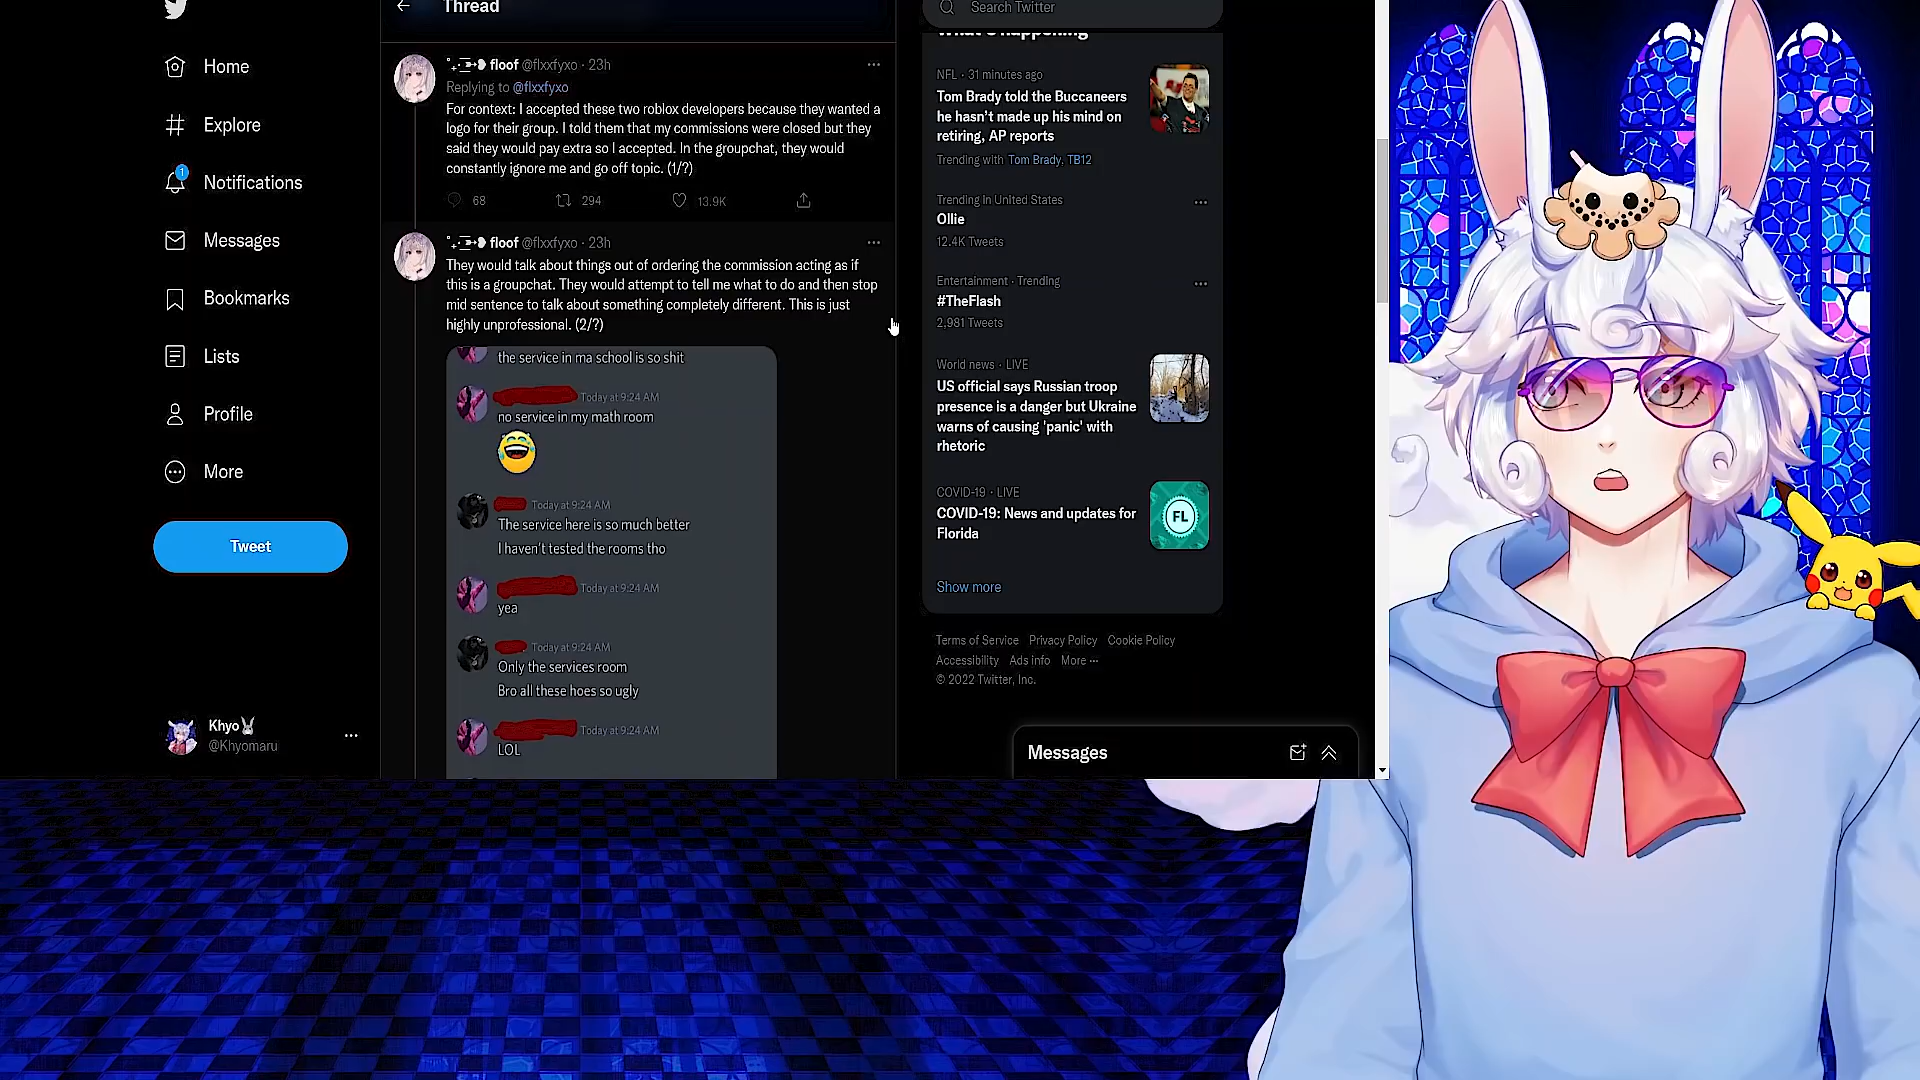 Home
Explore
1
Notifications
Messages
Bookmarks
Lists
Profile
More
Tweet
Khyo
@Khyomaru
Thread
floof @flxxfyxo · 23h
Replying to @flxxfyxo
For context: I accepted these two roblox developers because they wanted a
logo for their group. I told them that my commissions were closed but they
said they would pay extra so I accepted. In the groupchat, they would
constantly ignore me and go off topic. (1/?)
68 294 13.9K
floof @flxxfyxo · 23h
They would talk about things out of ordering the commission acting as if
this is a groupchat. They would attempt to tell me what to do and then stop
mid sentence to talk about something completely different. This is just
highly unprofessional. (2/?)
the service in ma school is so shit
Today at 9:24 AM
no service in my math room
Today at 9:24 AM
The service here is so much better
I haven't tested the rooms tho
Today at 9:24 AM
yea
Today at 9:24 AM
Only the services room
Bro all these hoes so ugly
Today at 9:24 AM
LOL
Search Twitter
What's happening
NFL · 31 minutes ago
Tom Brady told the Buccaneers
he hasn't made up his mind on
retiring, AP reports
Trending with Tom Brady, TB12
Trending in United States
Ollie
12.4K Tweets
Entertainment · Trending
#TheFlash
2,981 Tweets
World news · LIVE
US official says Russian troop
presence is a danger but Ukraine
warns of causing 'panic' with
rhetoric
COVID-19 · LIVE
COVID-19: News and updates for
Florida
FL
Show more
Terms of Service Privacy Policy Cookie Policy
Accessibility Ads info More ···
© 2022 Twitter, Inc.
Messages